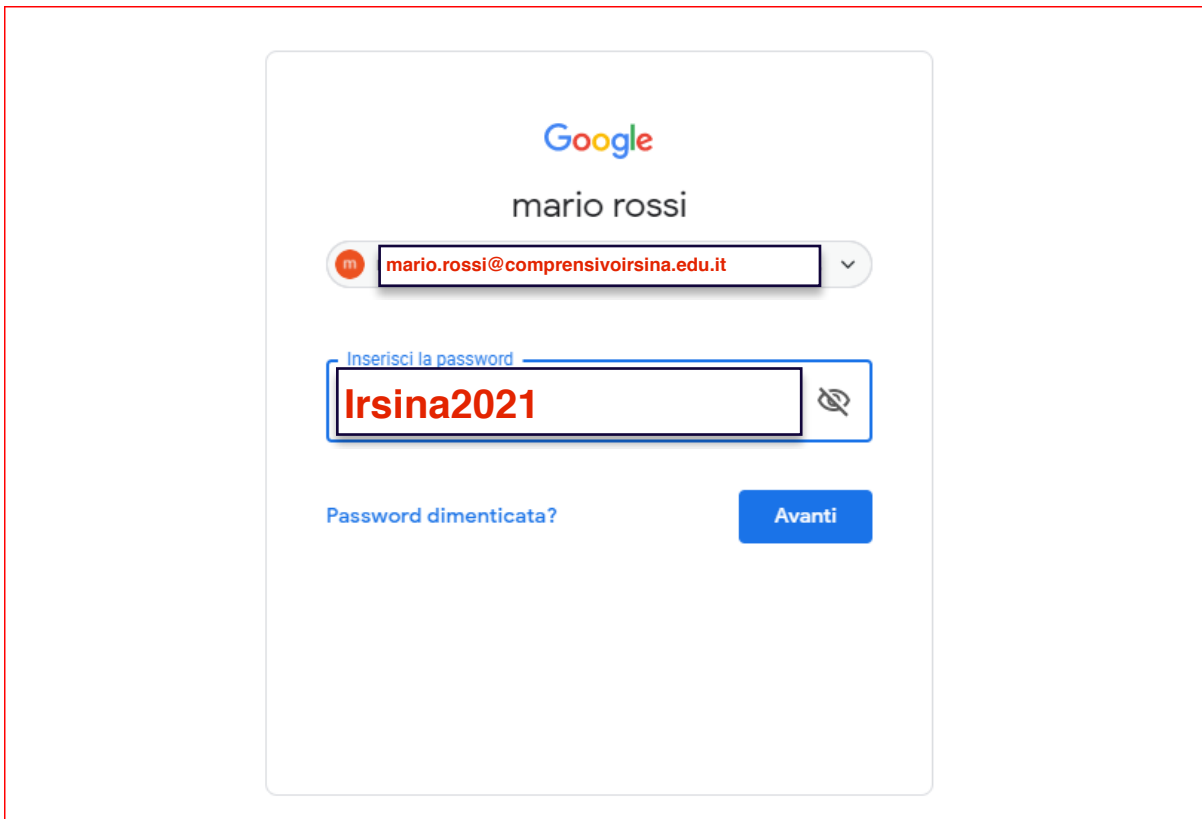 Google
mario rossi
m
mario.rossi@comprensivoirsina.edu.it
Inserisci la password
Irsina2021
Password dimenticata?
Avanti